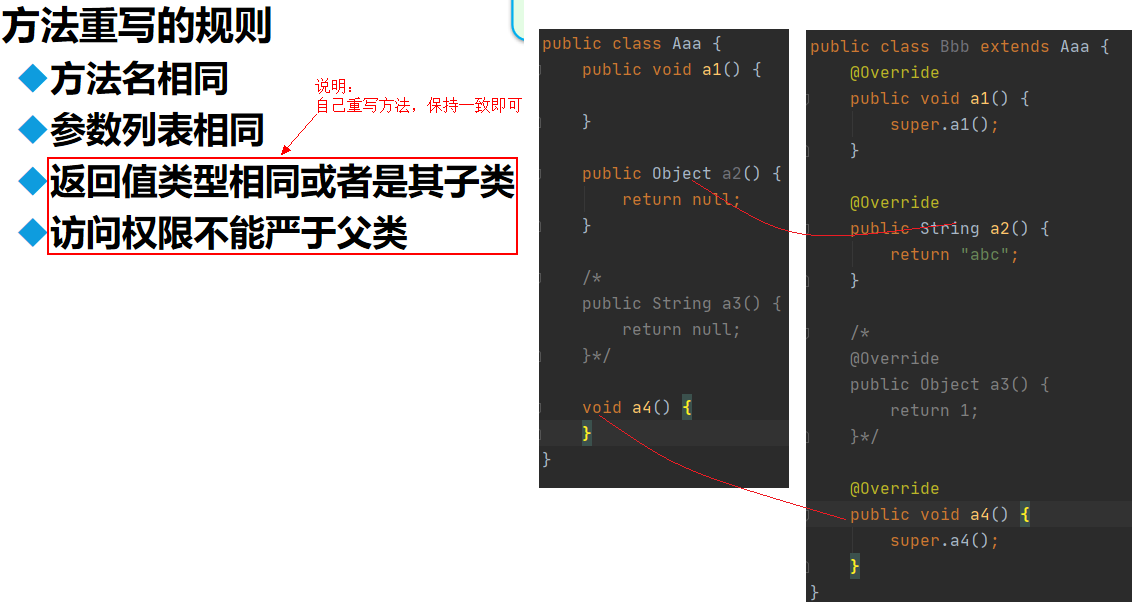 方法重写的规则
方法名相同
参数列表相同
返回值类型相同或者是其子类
访问权限不能严于父类
说明:
自己重写方法，保持一致即可
public class Aaa {
public void a1() {
}
public Object a2() {
return null;
}
/*
public String a3() {
return null;
}*/
void a4() {
}
}
public class Bbb extends Aaa {
@Override
public void a1() {
super.a1();
}
@Override
public String a2() {
return "abc";
}
/*
@Override
public Object a3() {
return 1;
}*/
@Override
public void a4() {
super.a4();
}
}